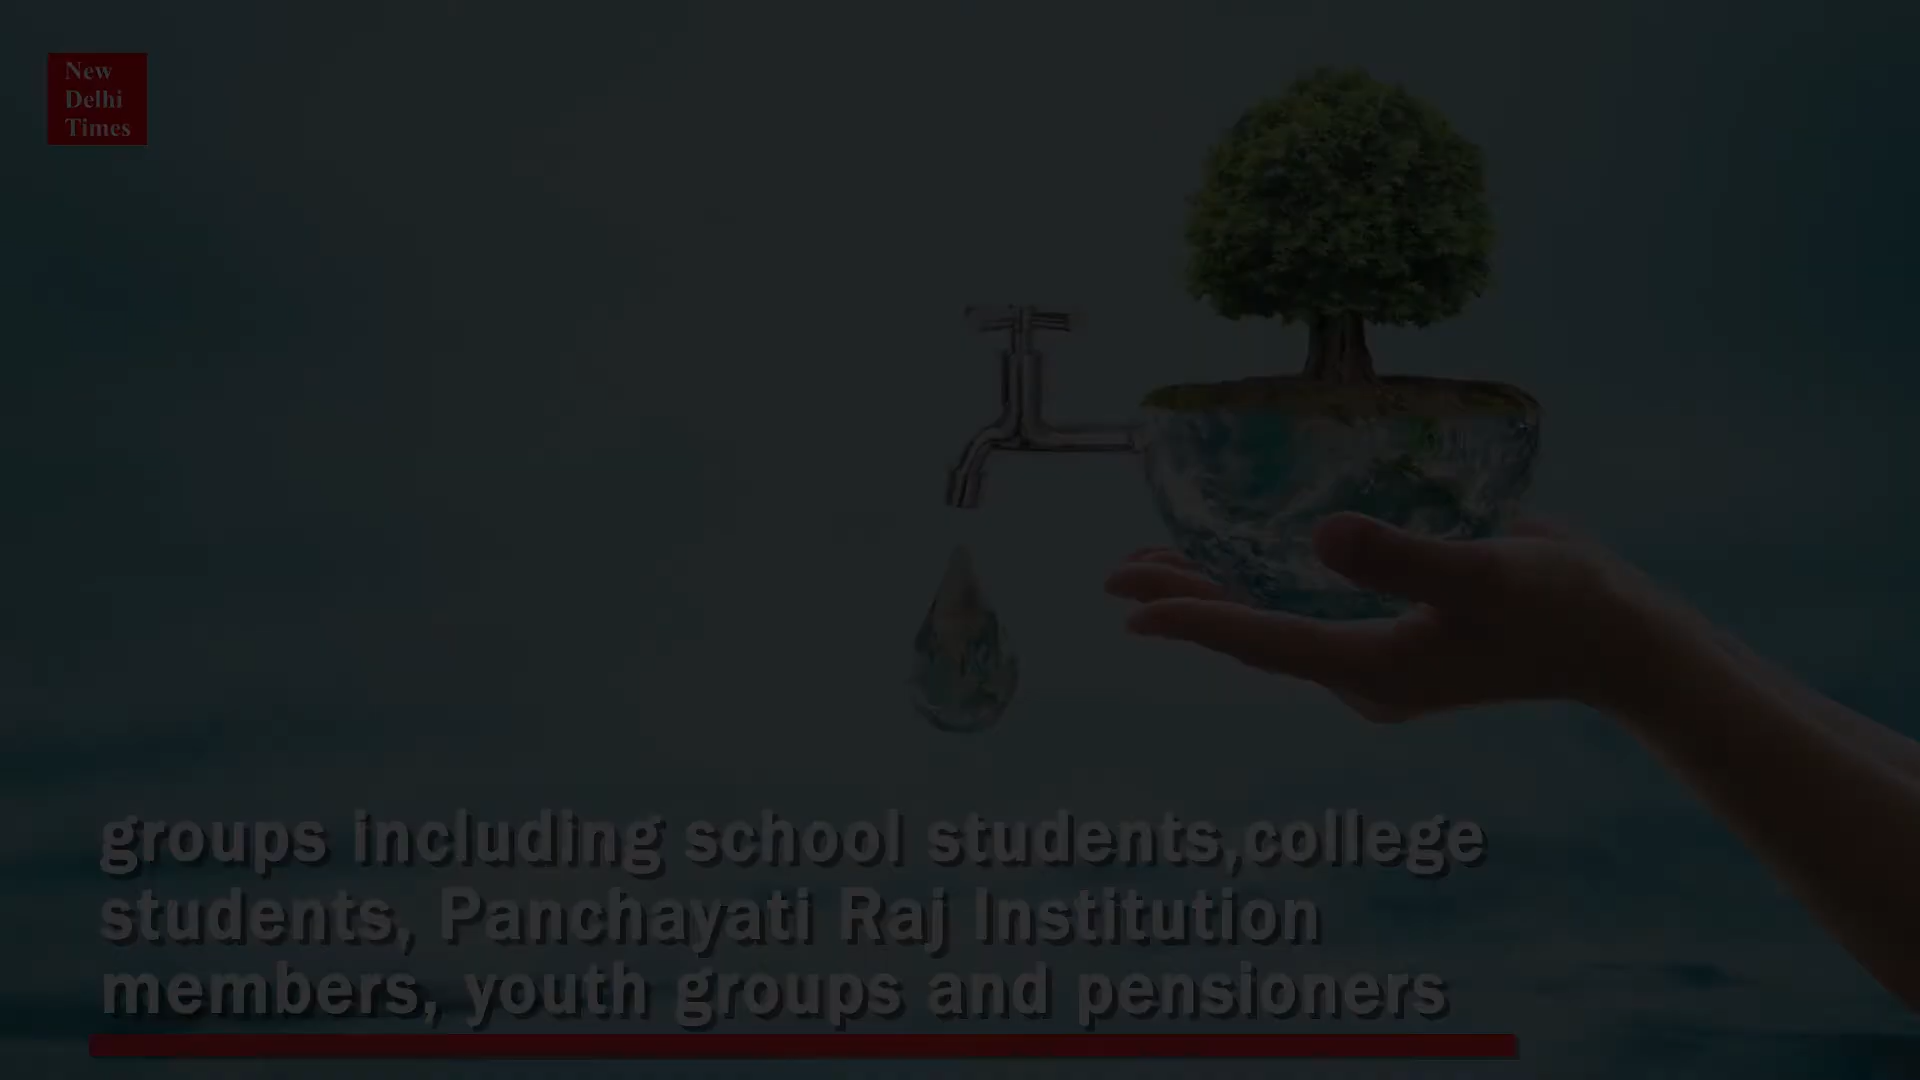 New
Delhi
Times
groups including school students,college
students, Panchayati Raj Institution
members, youth groups and pensioners